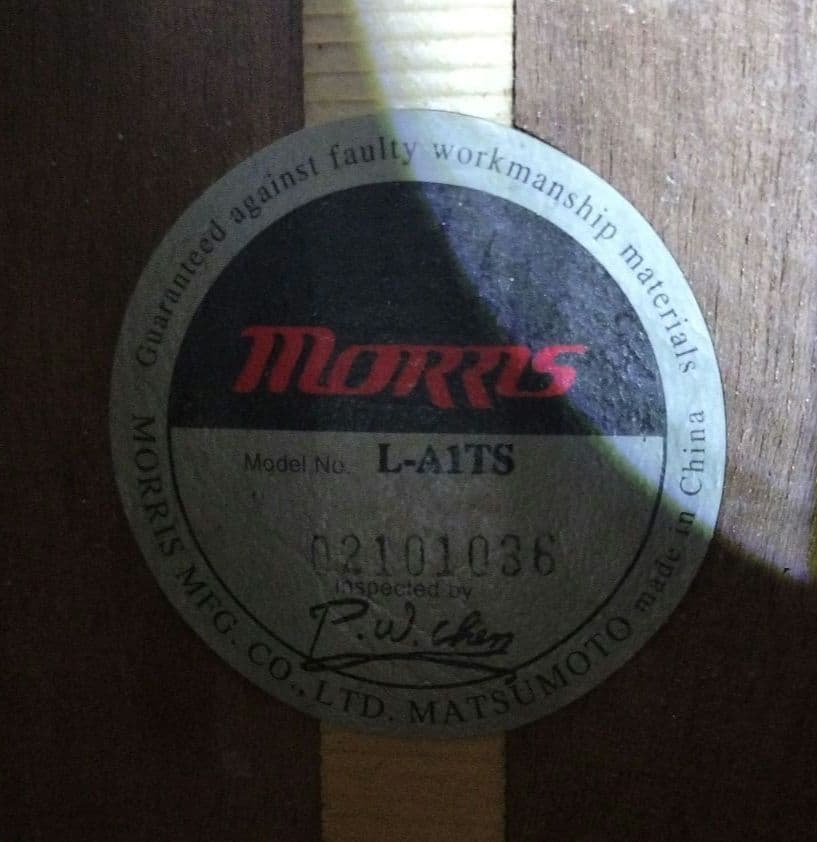 Guaranteed against faulty workmanship materials
MORRIS
Model No. L-A1TS
02101036
Inspected by
P.W. Chen
MORRIS MFG. CO., LTD. MATSUMOTO made in China